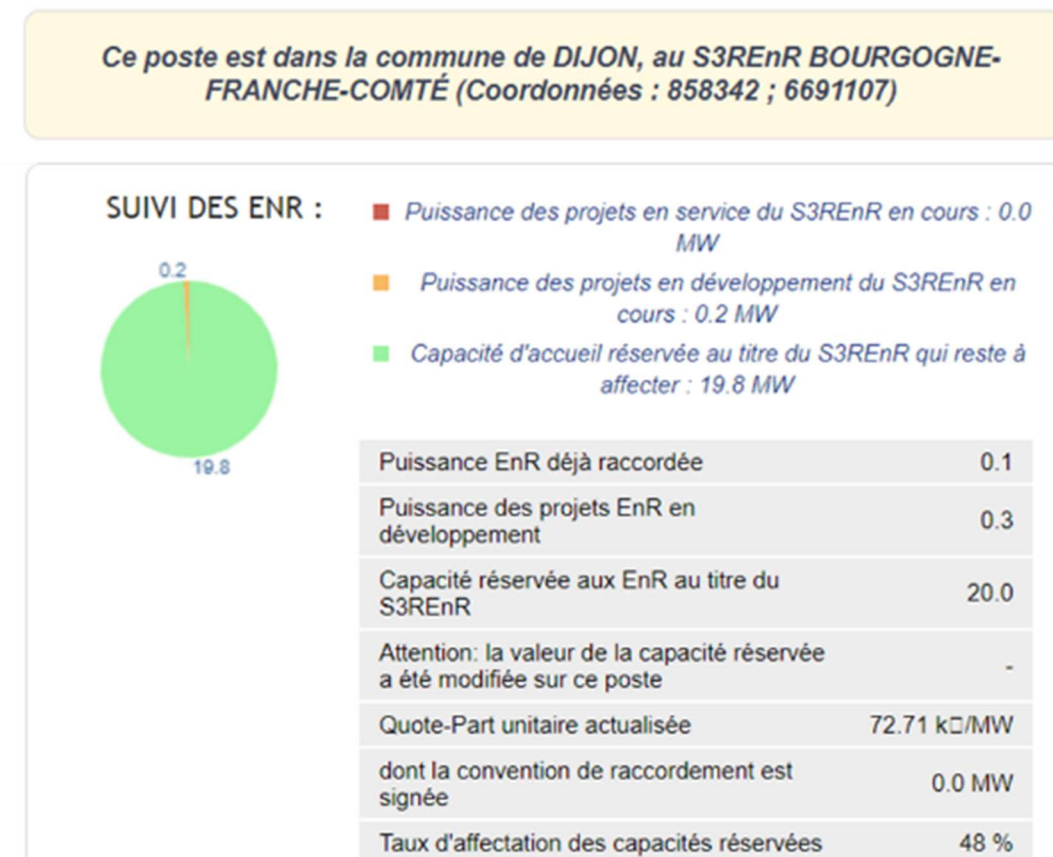 Ce poste est dans la commune de DIJON, au S3REnR BOURGOGNE-
FRANCHE-COMTÉ (Coordonnées : 858342 ; 6691107)
SUIVI DES ENR :
Puissance des projets en service du S3REnR en cours : 0.0
MW
Puissance des projets en développement du S3REnR en
cours : 0.2 MW
Capacité d'accueil réservée au titre du S3REnR qui reste à
affecter : 19.8 MW
0.2
19.8
Puissance EnR déjà raccordée 0.1
Puissance des projets EnR en
développement 0.3
Capacité réservée aux EnR au titre du
S3REnR 20.0
Attention: la valeur de la capacité réservée
a été modifiée sur ce poste -
Quote-Part unitaire actualisée 72.71 k□/MW
dont la convention de raccordement est
signée 0.0 MW
Taux d'affectation des capacités réservées 48 %